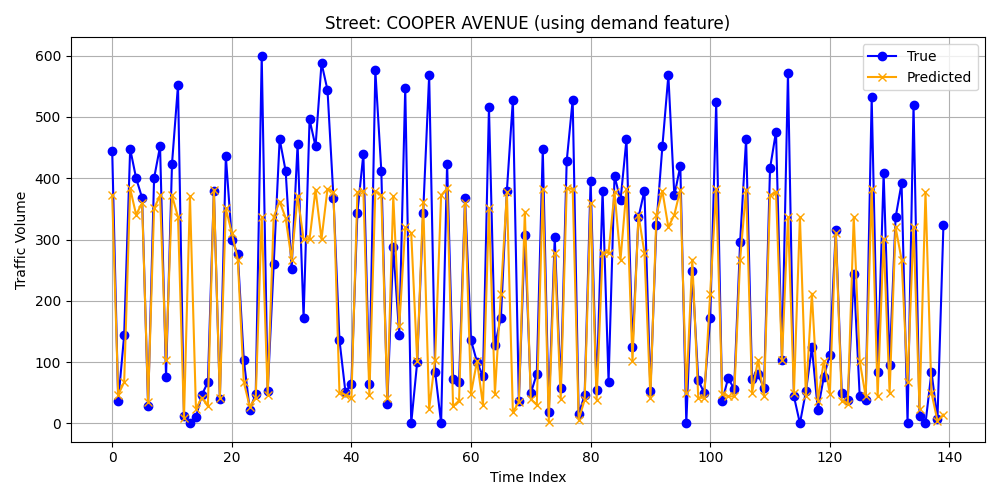 Street: COOPER AVENUE (using demand feature)
True
Predicted
Traffic Volume
600
500
400
300
200
100
0
0 20 40 60 80 100 120 140
Time Index